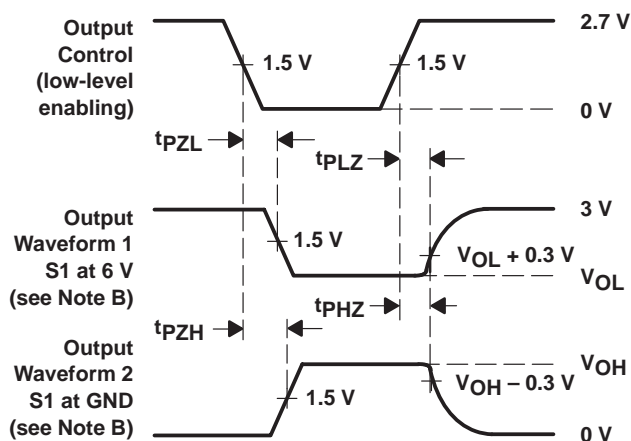 Output
Control
(low-level
enabling)
2.7 V
1.5 V
1.5 V
0 V
tPZL
tPLZ
Output
Waveform 1
S1 at 6 V
(see Note B)
3 V
1.5 V
VOL + 0.3 V
VOL
tPHZ
tPZH
Output
Waveform 2
S1 at GND
(see Note B)
VOH
VOH – 0.3 V
1.5 V
0 V